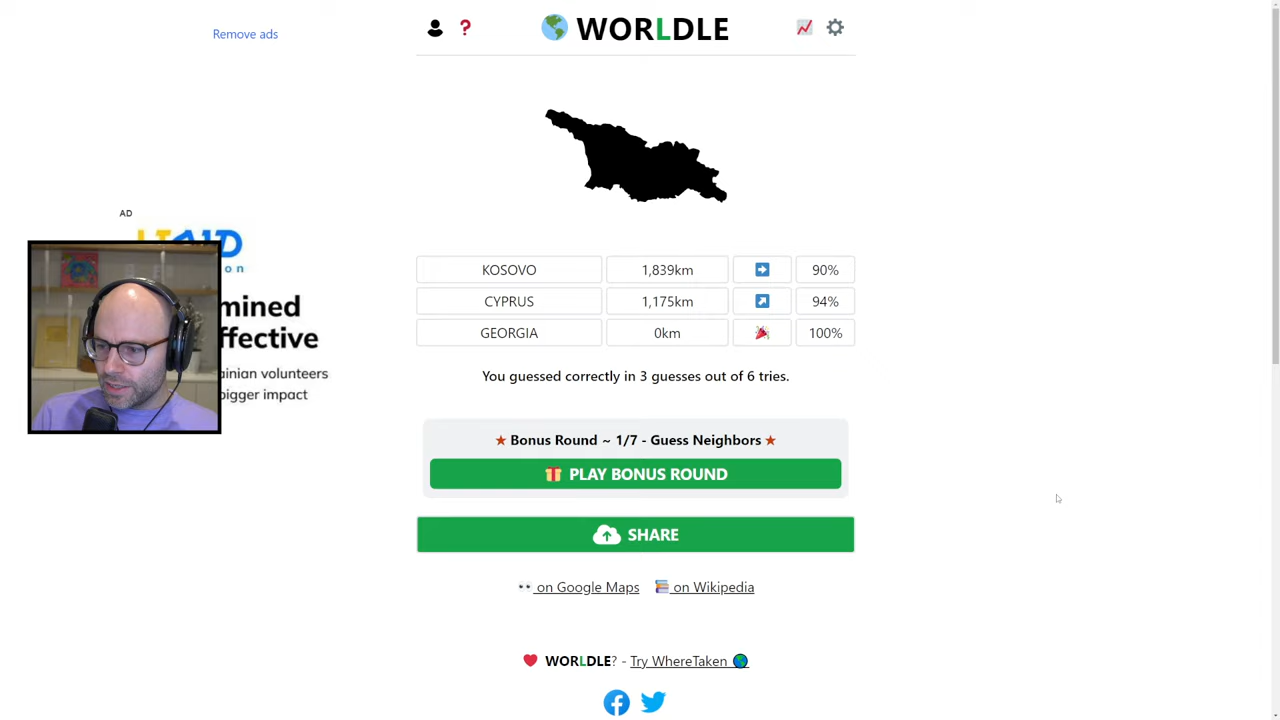 Remove ads
?
WORLDLE
AD
mined
ffective
ainian volunteers
bigger impact
KOSOVO 1,839km 90%
CYPRUS 1,175km 94%
GEORGIA 0km 100%
You guessed correctly in 3 guesses out of 6 tries.
Bonus Round ~ 1/7 - Guess Neighbors
PLAY BONUS ROUND
SHARE
on Google Maps on Wikipedia
WORLDLE? - Try WhereTaken